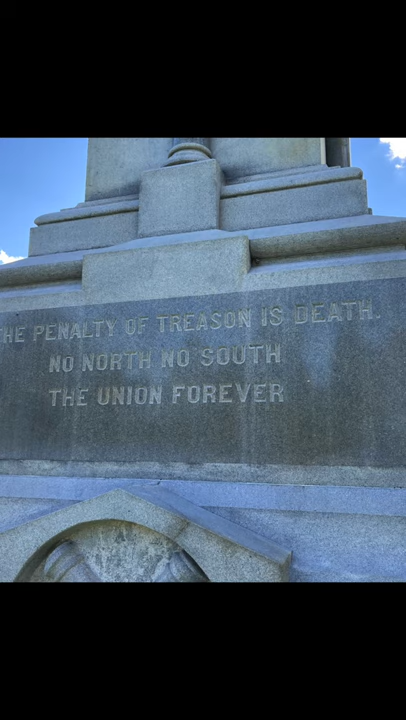 THE PENALTY OF TREASON IS DEATH.
NO NORTH NO SOUTH
THE UNION FOREVER